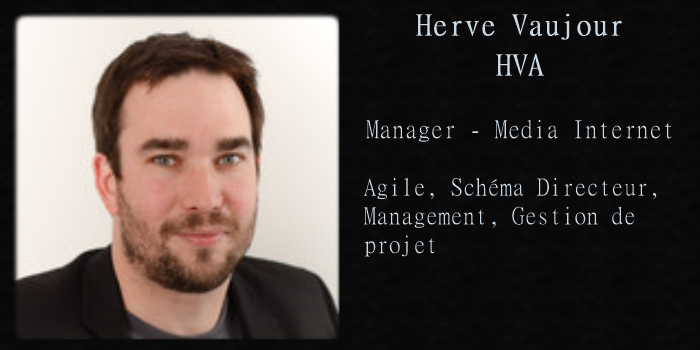 Herve Vaujour
HVA
Manager - Media Internet
Agile, Schéma Directeur,
Management, Gestion de
projet